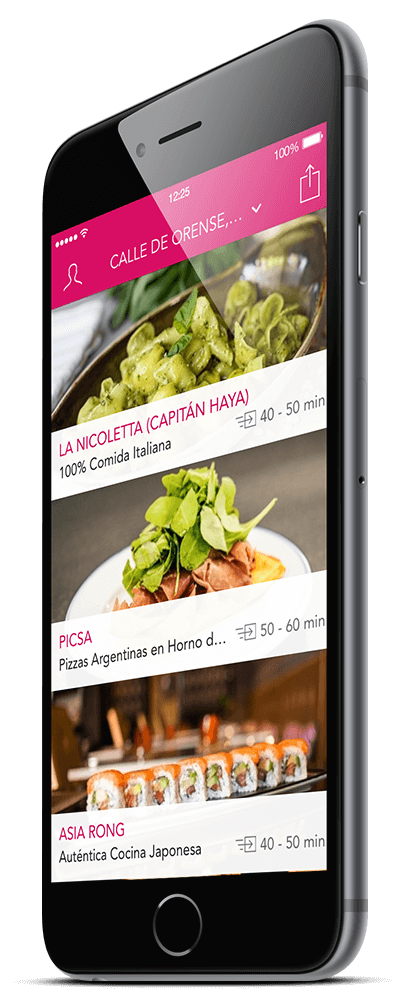 12:25
100%
CALLE DE ORENSE,...
LA NICOLETTA (CAPITÁN HAYA)
40 - 50 min
100% Comida Italiana
PICSA
50 - 60 min
Pizzas Argentinas en Horno d...
ASIA RONG
40 - 50 min
Auténtica Cocina Japonesa